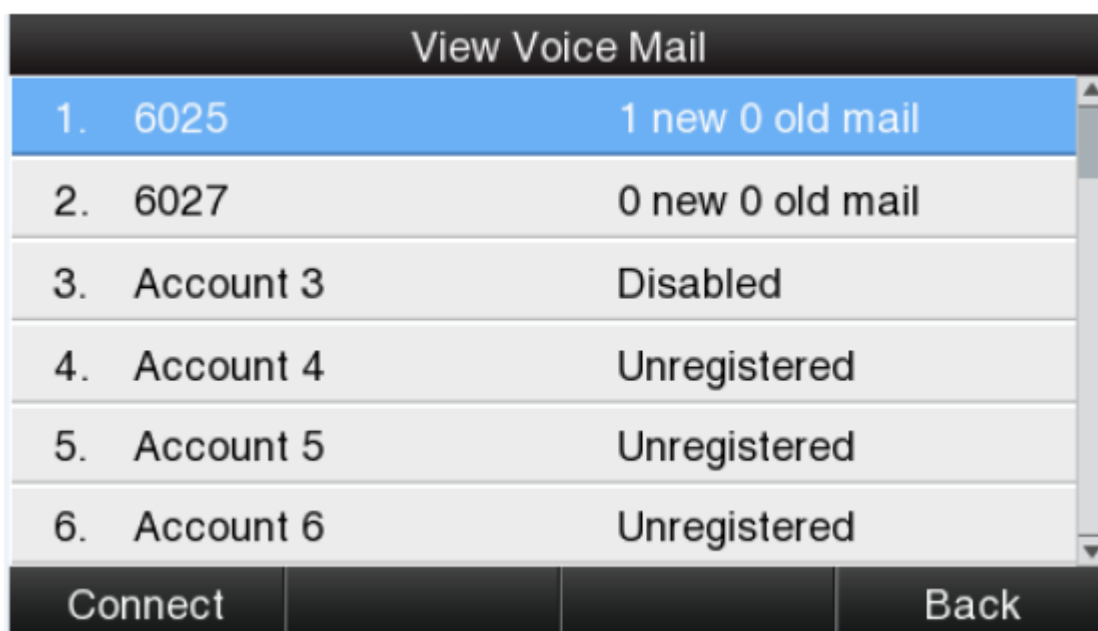 View Voice Mail
1. 6025 1 new 0 old mail
2. 6027 0 new 0 old mail
3. Account 3 Disabled
4. Account 4 Unregistered
5. Account 5 Unregistered
6. Account 6 Unregistered
Connect Back